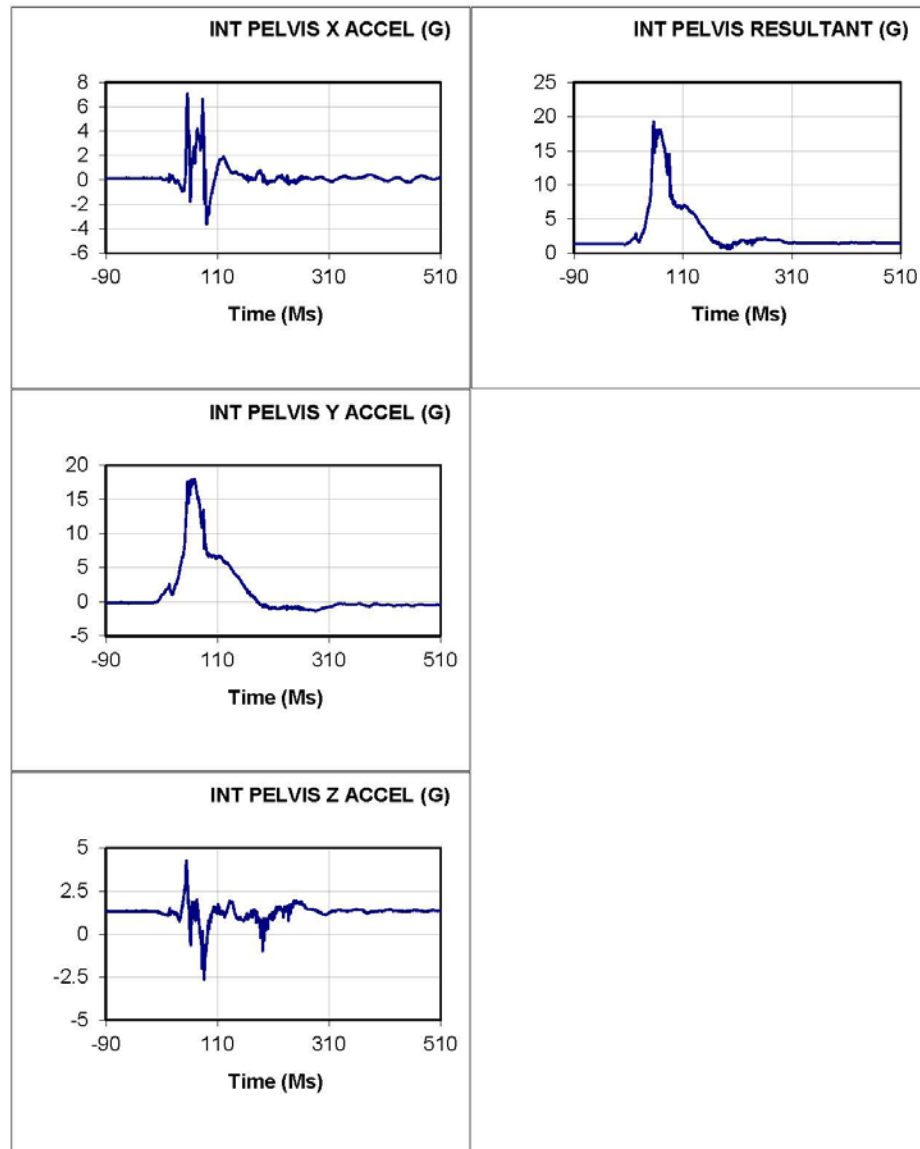 INT PELVIS X ACCEL (G)
8
6
4
2
0
-2
-4
-6
-90 110 310 510
Time (Ms)
INT PELVIS RESULTANT (G)
25
20
15
10
5
0
-90 110 310 510
Time (Ms)
INT PELVIS Y ACCEL (G)
20
15
10
5
0
-5
-90 110 310 510
Time (Ms)
INT PELVIS Z ACCEL (G)
5
2.5
0
-2.5
-5
-90 110 310 510
Time (Ms)